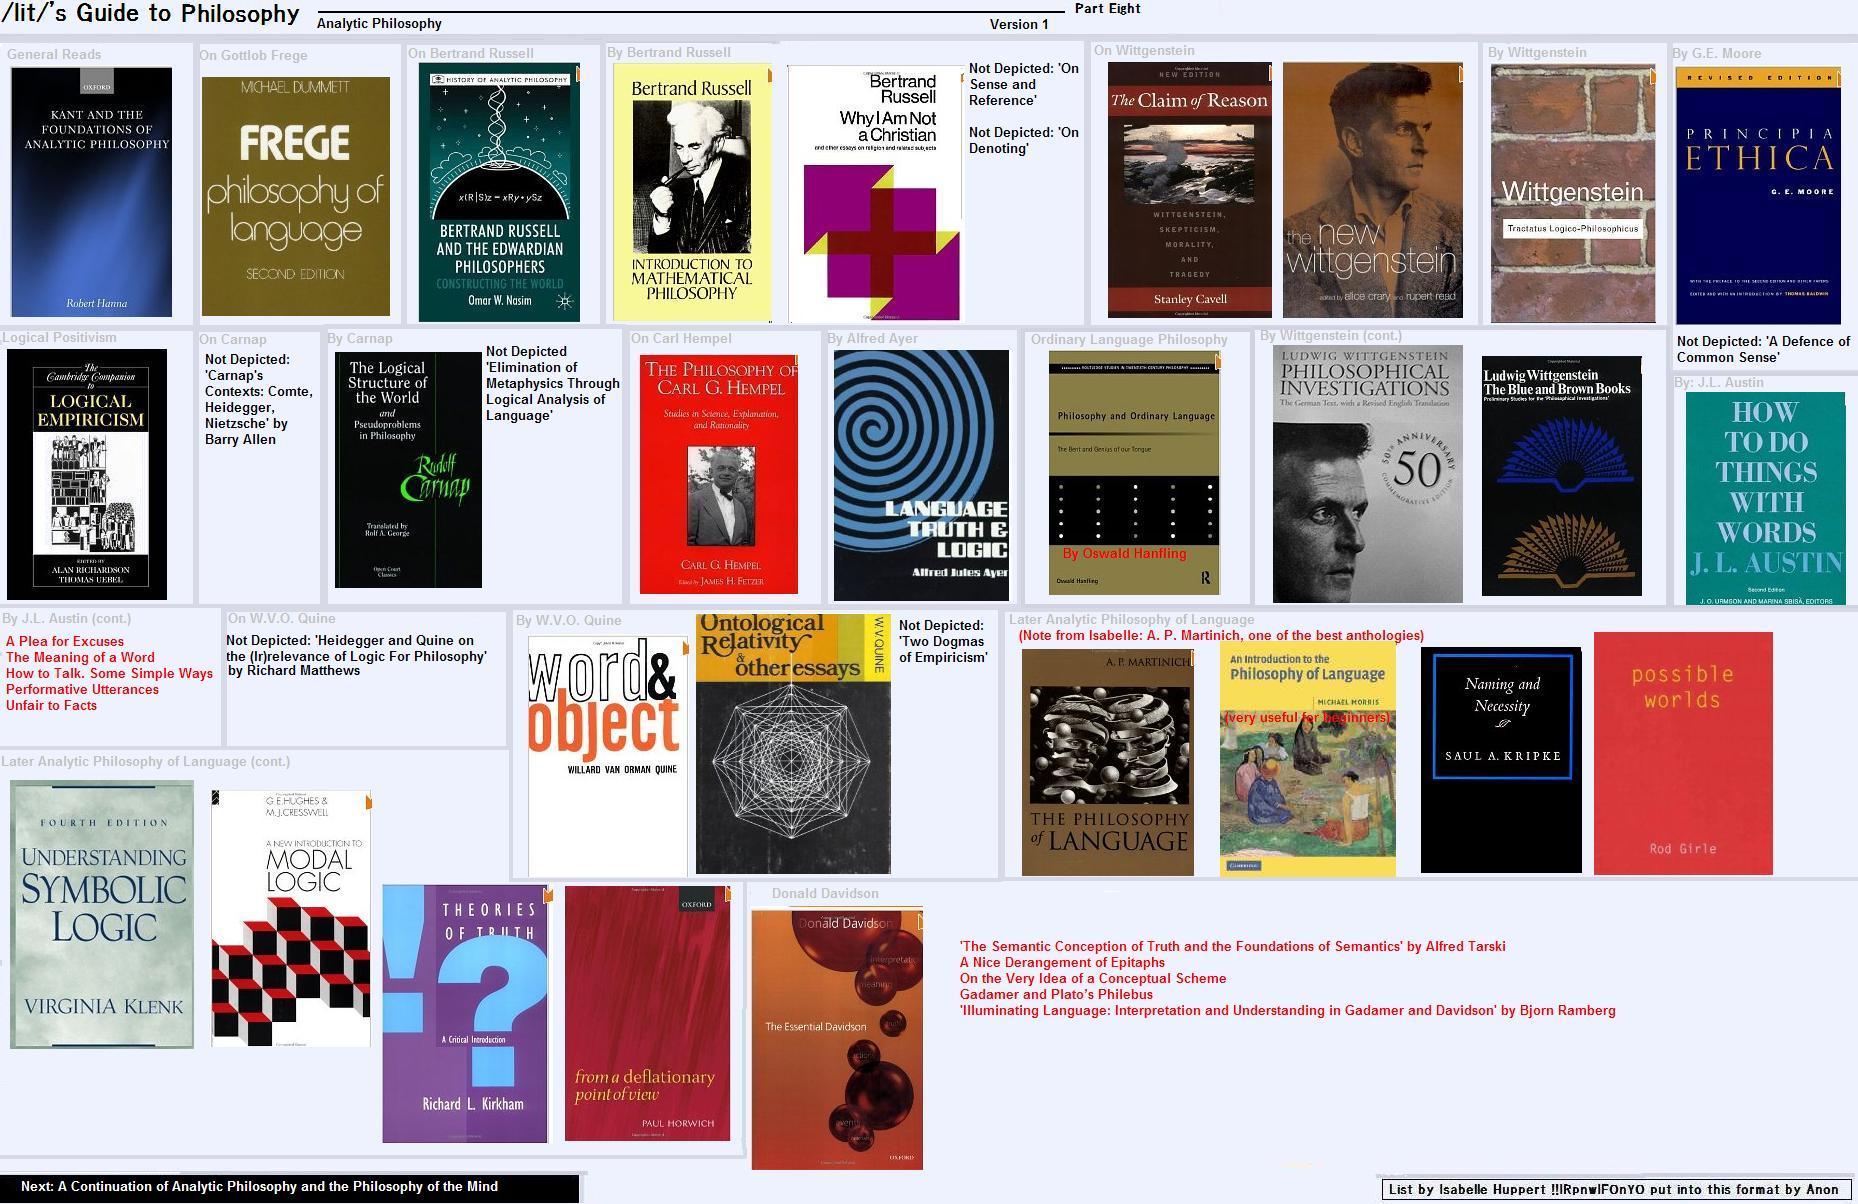 /lit/'s Guide to Philosophy
Analytic Philosophy
Version 1
Part Eight
General Reads
OXFORD
KANT AND THE
FOUNDATIONS OF
ANALYTIC PHILOSOPHY
Robert Hanna
On Gottlob Frege
MICHAEL DUMMETT
FREGE
philosophy of
language
SECOND EDITION
On Bertrand Russell
HISTORY OF ANALYTIC PHILOSOPHY
x(R|S)z = xRy • ySz
BERTRAND RUSSELL
AND THE EDWARDIAN
PHILOSOPHERS
CONSTRUCTING THE WORLD
Omar W. Nasim
By Bertrand Russell
Bertrand Russell
INTRODUCTION TO
MATHEMATICAL
PHILOSOPHY
Bertrand
Russell
Why I Am Not
a Christian
and other essays on religion and related subjects
Not Depicted: 'On
Sense and
Reference'
Not Depicted: 'On
Denoting'
On Wittgenstein
NEW EDITION
The Claim of Reason
WITTGENSTEIN,
SKEPTICISM,
MORALITY,
AND
TRAGEDY
Stanley Cavell
the new
wittgenstein
edited by alice crary and rupert read
By Wittgenstein
Wittgenstein
Tractatus Logico-Philosophicus
By G.E. Moore
REVISED EDITION
PRINCIPIA
ETHICA
G. E. MOORE
WITH THE PREFACE TO THE SECOND EDITION AND OTHER PAPERS
EDITED AND WITH AN INTRODUCTION BY THOMAS BALDWIN
Not Depicted: 'A Defence of
Common Sense'
Logical Positivism
The
Cambridge Companion
to
LOGICAL
EMPIRICISM
EDITED BY
ALAN RICHARDSON
THOMAS UEBEL
On Carnap
Not Depicted:
'Carnap's
Contexts: Comte,
Heidegger,
Nietzsche' by
Barry Allen
By Carnap
The Logical
Structure of
the World
and
Pseudoproblems
in Philosophy
Rudolf
Carnap
Translated by
Rolf A. George
Open Court
Classics
Not Depicted
'Elimination of
Metaphysics Through
Logical Analysis of
Language'
On Carl Hempel
THE PHILOSOPHY OF
CARL G. HEMPEL
Studies in Science, Explanation,
and Rationality
CARL G. HEMPEL
Edited by JAMES H. FETZER
By Alfred Ayer
LANGUAGE
TRUTH &
LOGIC
Alfred Jules Ayer
Ordinary Language Philosophy
ROUTLEDGE STUDIES IN TWENTIETH CENTURY PHILOSOPHY
Philosophy and Ordinary Language
The Bent and Genius of our Tongue
By Oswald Hanfling
Oswald Hanfling
R
By Wittgenstein (cont.)
LUDWIG WITTGENSTEIN
PHILOSOPHICAL
INVESTIGATIONS
The German Text, with a Revised English Translation
50TH ANNIVERSARY
50
COMMEMORATIVE EDITION
Ludwig Wittgenstein
The Blue and Brown Books
Preliminary Studies for the 'Philosophical Investigations'
By: J.L. Austin
HOW
TO DO
THINGS
WITH
WORDS
J. L. AUSTIN
Second Edition
J. O. URMSON AND MARINA SBISÀ, EDITORS
By J.L. Austin (cont.)
A Plea for Excuses
The Meaning of a Word
How to Talk. Some Simple Ways
Performative Utterances
Unfair to Facts
On W.V.O. Quine
Not Depicted: 'Heidegger and Quine on
the (Ir)relevance of Logic For Philosophy'
by Richard Matthews
By W.V.O. Quine
word &
object
WILLARD VAN ORMAN QUINE
Ontological
Relativity
& other essays
W.V. QUINE
Not Depicted:
'Two Dogmas
of Empiricism'
Later Analytic Philosophy of Language
(Note from Isabelle: A. P. Martinich, one of the best anthologies)
A. P. MARTINICH
THE PHILOSOPHY
of LANGUAGE
An Introduction to the
Philosophy of Language
MICHAEL MORRIS
(very useful for beginners)
CAMBRIDGE
Naming and
Necessity
SAUL A. KRIPKE
possible
worlds
Rod Girle
Later Analytic Philosophy of Language (cont.)
FOURTH EDITION
UNDERSTANDING
SYMBOLIC
LOGIC
VIRGINIA KLENK
G.E.HUGHES &
M.J.CRESSWELL
A NEW INTRODUCTION TO
MODAL
LOGIC
THEORIES
OF TRUTH
!?
A Critical Introduction
Richard L. Kirkham
OXFORD
from a deflationary
point of view
PAUL HORWICH
Donald Davidson
Donald Davidson
meaning
The Essential Davidson
OXFORD
'The Semantic Conception of Truth and the Foundations of Semantics' by Alfred Tarski
A Nice Derangement of Epitaphs
On the Very Idea of a Conceptual Scheme
Gadamer and Plato's Philebus
'Illuminating Language: Interpretation and Understanding in Gadamer and Davidson' by Bjorn Ramberg
Next: A Continuation of Analytic Philosophy and the Philosophy of the Mind
List by Isabelle Huppert !!lRpnwlFOnYO put into this format by Anon